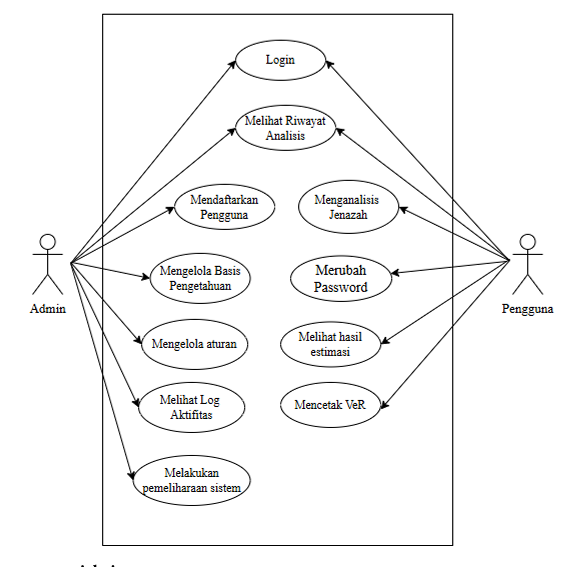 Login
Melihat Riwayat
Analisis
Mendaftarkan
Pengguna
Menganalisis
Jenazah
Admin
Pengguna
Mengelola Basis
Pengetahuan
Merubah
Password
Mengelola aturan
Melihat hasil
estimasi
Melihat Log
Aktifitas
Mencetak VeR
Melakukan
pemeliharaan sistem